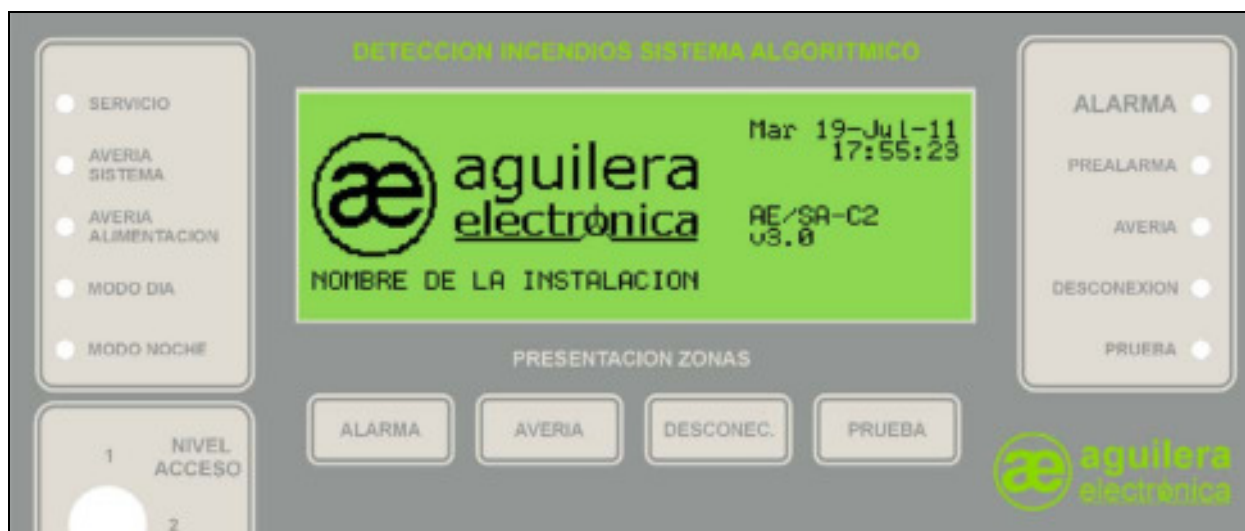 DETECCION INCENDIOS SISTEMA ALGORITMICO
SERVICIO
AVERIA
SISTEMA
AVERIA
ALIMENTACION
MODO DIA
MODO NOCHE
æ aguilera
electrónica
Mar 19-Jul-11
17:55:23
AE/SA-C2
v3.0
NOMBRE DE LA INSTALACION
ALARMA
PREALARMA
AVERIA
DESCONEXION
PRUEBA
PRESENTACION ZONAS
ALARMA
AVERIA
DESCONEC.
PRUEBA
1 NIVEL
ACCESO
2
æ aguilera
electrónica